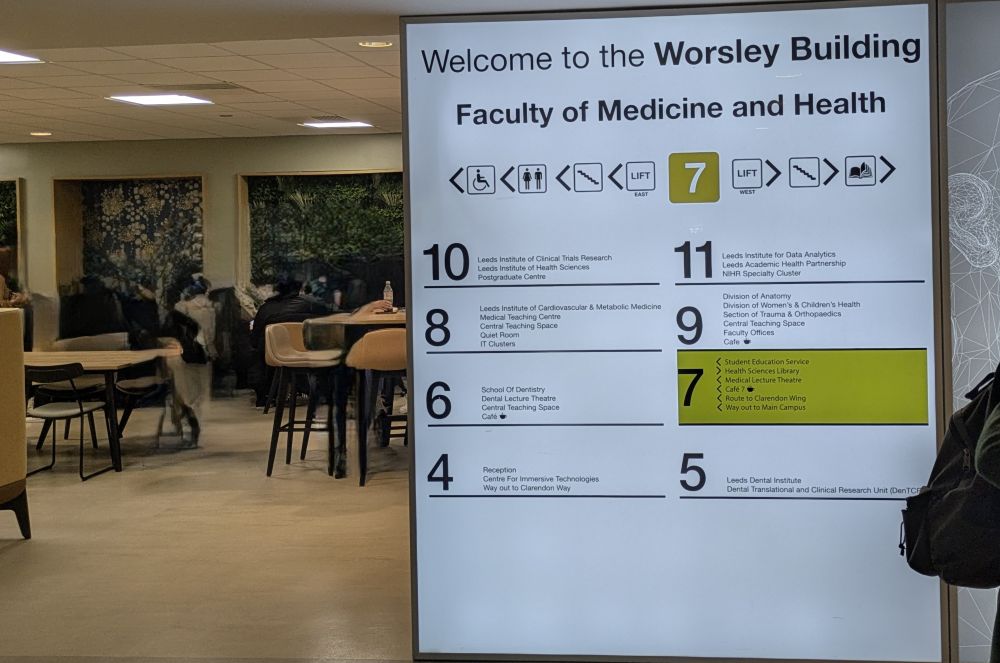 Welcome to the Worsley Building
Faculty of Medicine and Health
LIFT
EAST
7
LIFT
WEST
10
Leeds Institute of Clinical Trials Research
Leeds Institute of Health Sciences
Postgraduate Centre
11
Leeds Institute for Data Analytics
Leeds Academic Health Partnership
NIHR Specialty Cluster
8
Leeds Institute of Cardiovascular & Metabolic Medicine
Medical Teaching Centre
Central Teaching Space
Quiet Room
IT Clusters
9
Division of Anatomy
Division of Women's & Children's Health
Section of Trauma & Orthopaedics
Central Teaching Space
Faculty Offices
Cafe
6
School Of Dentistry
Dental Lecture Theatre
Central Teaching Space
Café
7
Student Education Service
Health Sciences Library
Medical Lecture Theatre
Café 7
Route to Clarendon Wing
Way out to Main Campus
4
Reception
Centre For Immersive Technologies
Way out to Clarendon Way
5
Leeds Dental Institute
Dental Translational and Clinical Research Unit (DenTCR